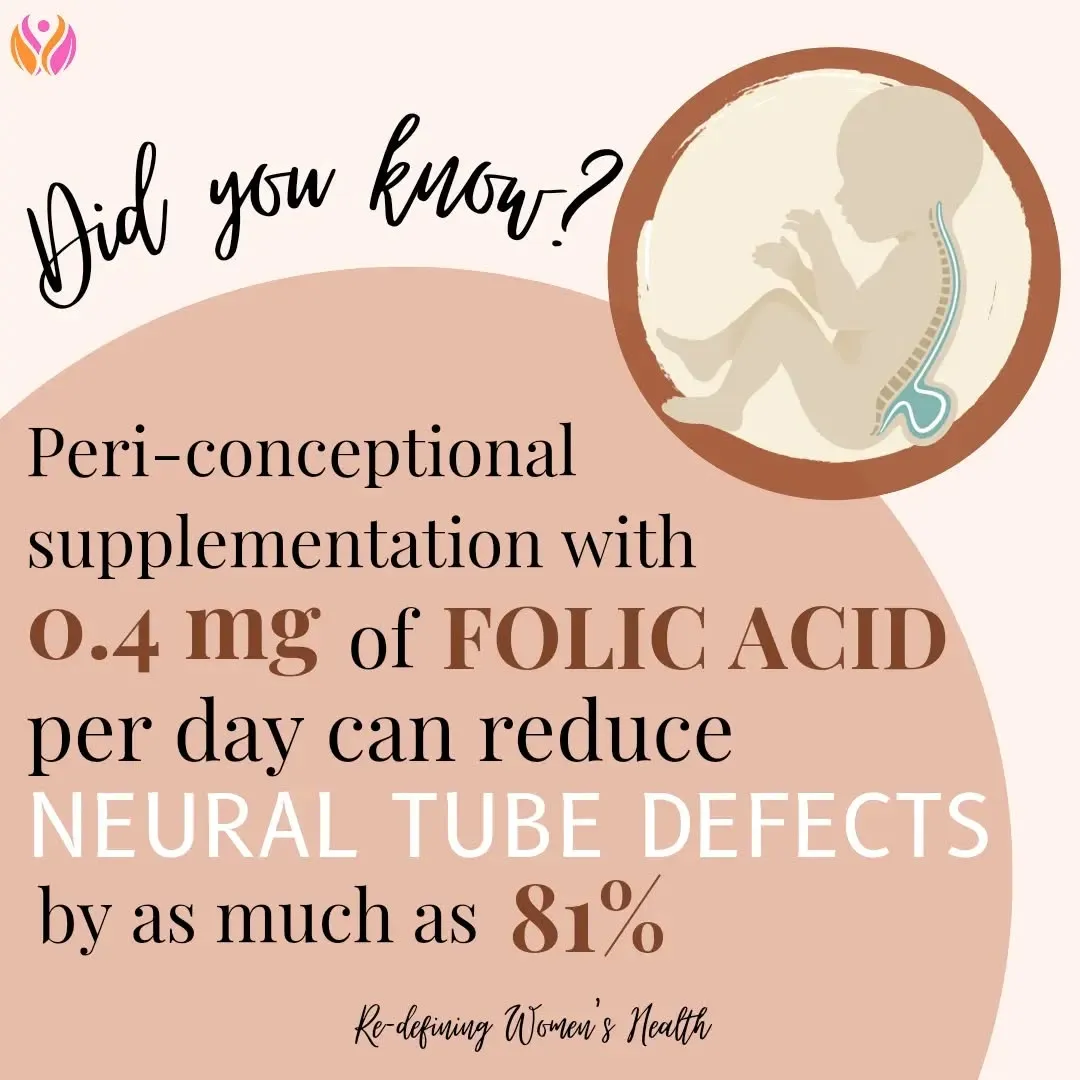 Did you know?
Peri-conceptional
supplementation with
0.4 mg of FOLIC ACID
per day can reduce
NEURAL TUBE DEFECTS
by as much as 81%
Re-defining Women's Health